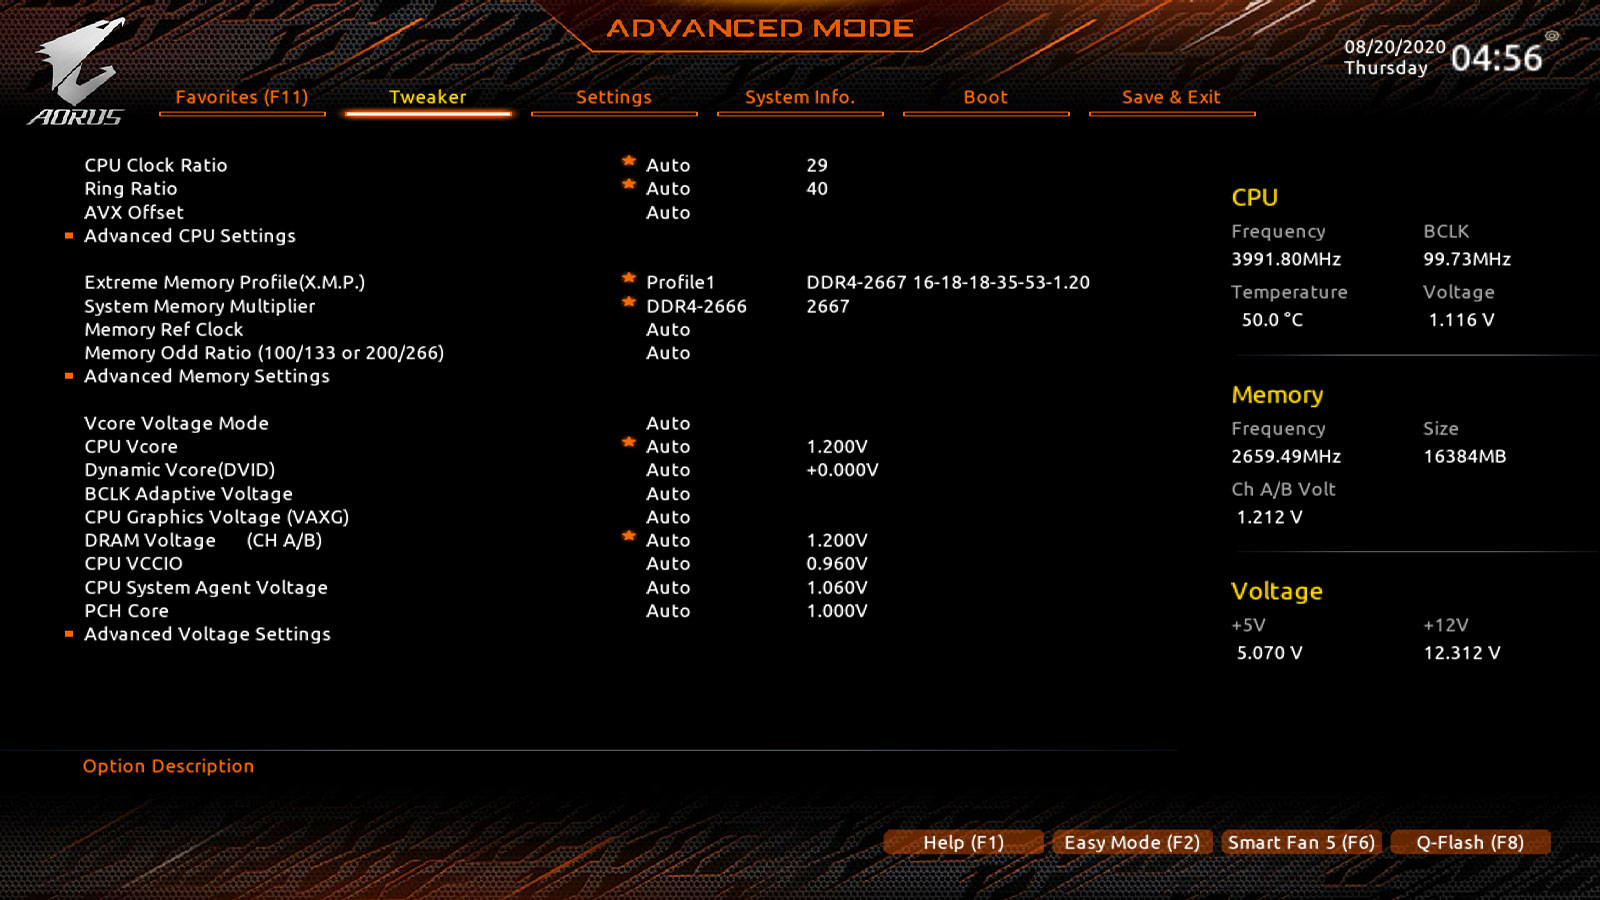 ADVANCED MODE
AORUS
08/20/2020
Thursday
04:56
Favorites (F11) Tweaker Settings System Info. Boot Save & Exit
CPU Clock Ratio Auto 29
Ring Ratio Auto 40
AVX Offset Auto
Advanced CPU Settings
Extreme Memory Profile(X.M.P.) Profile1 DDR4-2667 16-18-18-35-53-1.20
System Memory Multiplier DDR4-2666 2667
Memory Ref Clock Auto
Memory Odd Ratio (100/133 or 200/266) Auto
Advanced Memory Settings
Vcore Voltage Mode Auto
CPU Vcore Auto 1.200V
Dynamic Vcore(DVID) Auto +0.000V
BCLK Adaptive Voltage Auto
CPU Graphics Voltage (VAXG) Auto
DRAM Voltage (CH A/B) Auto 1.200V
CPU VCCIO Auto 0.960V
CPU System Agent Voltage Auto 1.060V
PCH Core Auto 1.000V
Advanced Voltage Settings
CPU
Frequency BCLK
3991.80MHz 99.73MHz
Temperature Voltage
50.0 °C 1.116 V
Memory
Frequency Size
2659.49MHz 16384MB
Ch A/B Volt
1.212 V
Voltage
+5V +12V
5.070 V 12.312 V
Option Description
Help (F1) Easy Mode (F2) Smart Fan 5 (F6) Q-Flash (F8)